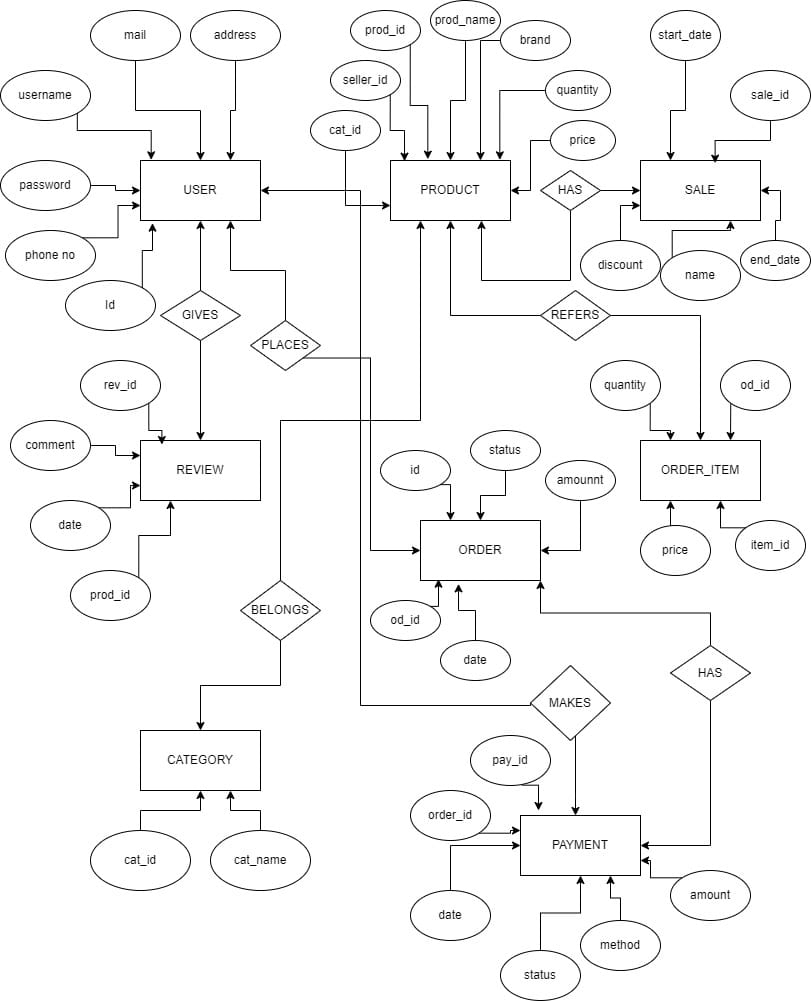 mail
address
prod_id
prod_name
brand
start_date
username
seller_id
quantity
sale_id
cat_id
price
password
USER
PRODUCT
HAS
SALE
phone no
discount
name
end_date
Id
GIVES
PLACES
REFERS
rev_id
quantity
od_id
comment
REVIEW
id
status
amounnt
ORDER_ITEM
date
ORDER
price
item_id
prod_id
BELONGS
od_id
date
HAS
MAKES
CATEGORY
pay_id
order_id
PAYMENT
cat_id
cat_name
date
amount
status
method